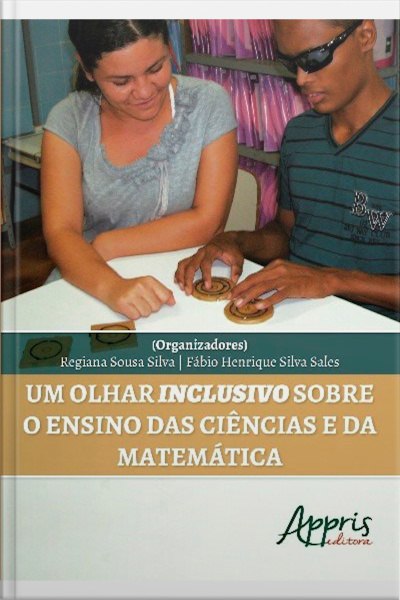 BW
(Organizadores)
Regiana Sousa Silva | Fábio Henrique Silva Sales
UM OLHAR INCLUSIVO SOBRE
O ENSINO DAS CIÊNCIAS E DA
MATEMÁTICA
Appris
editora